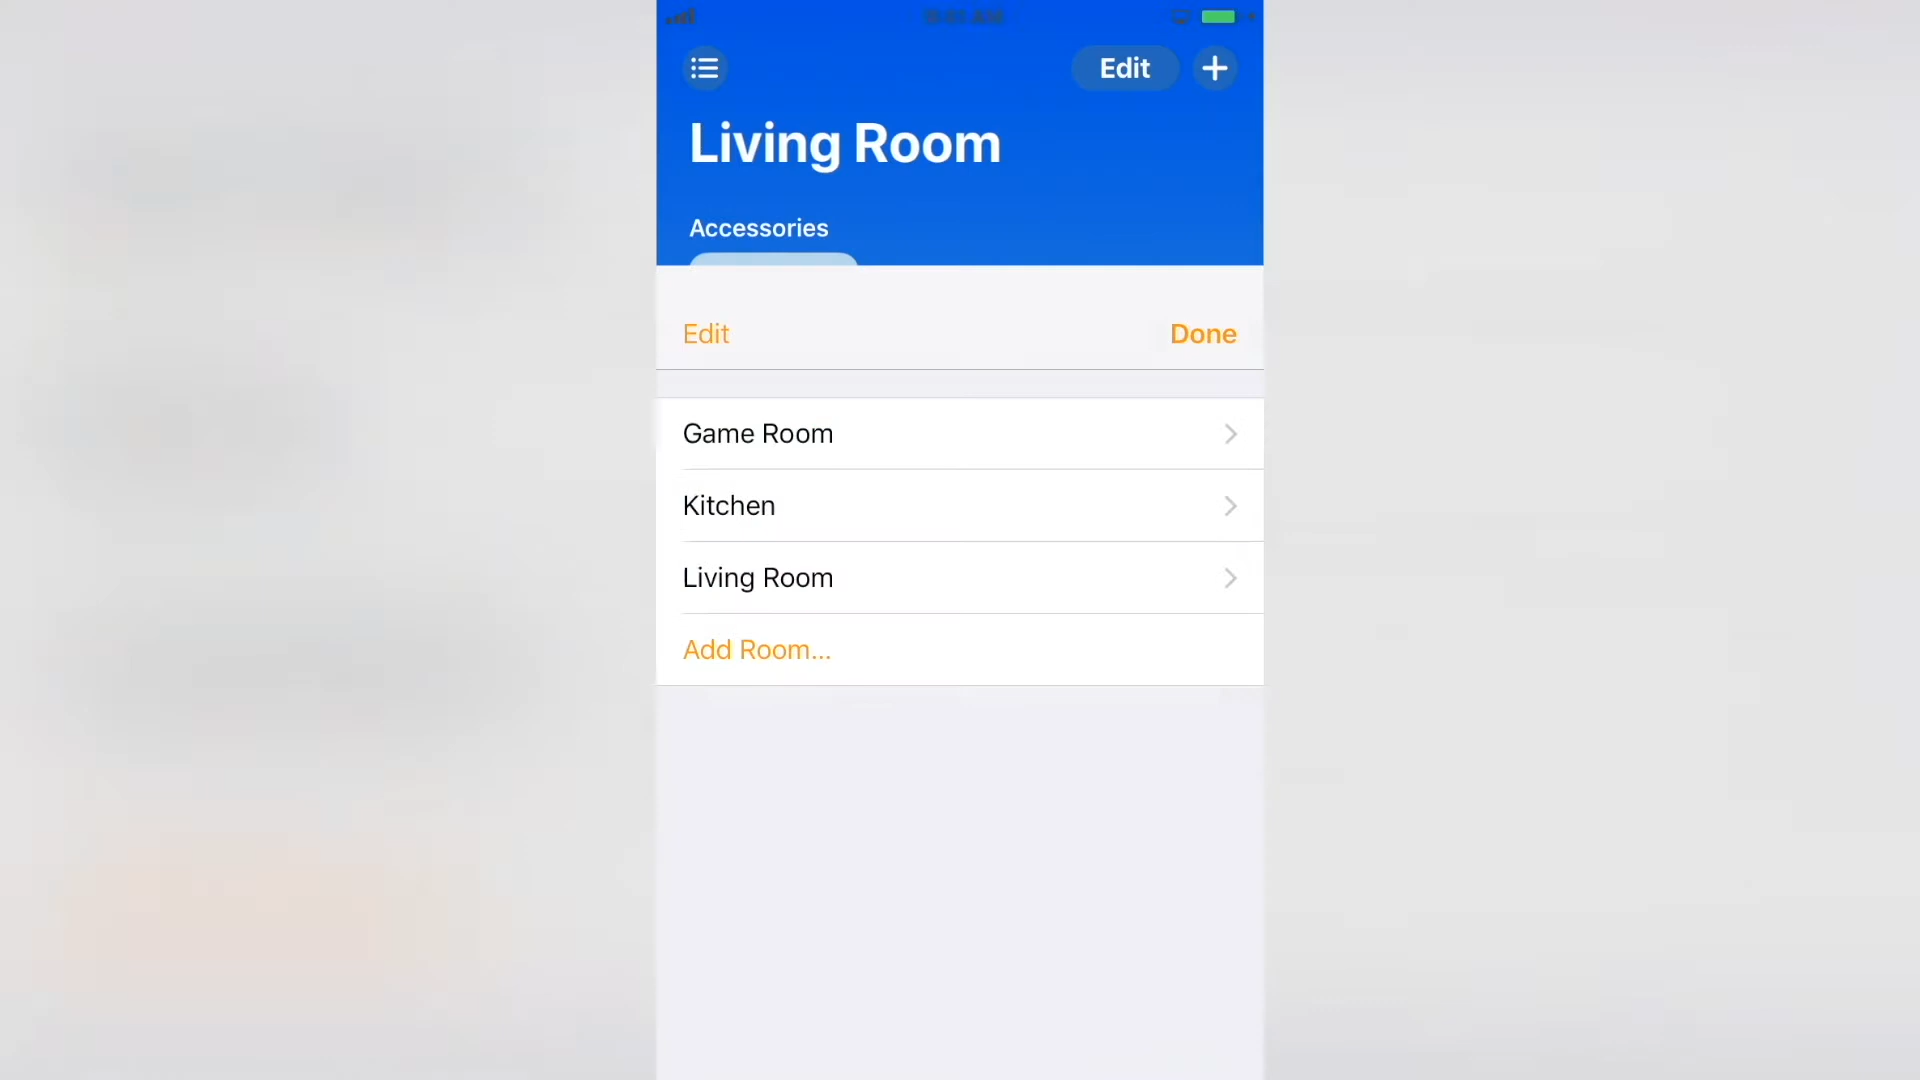 Edit
Living Room
Accessories
Edit Done
Game Room
Kitchen
Living Room
Add Room...